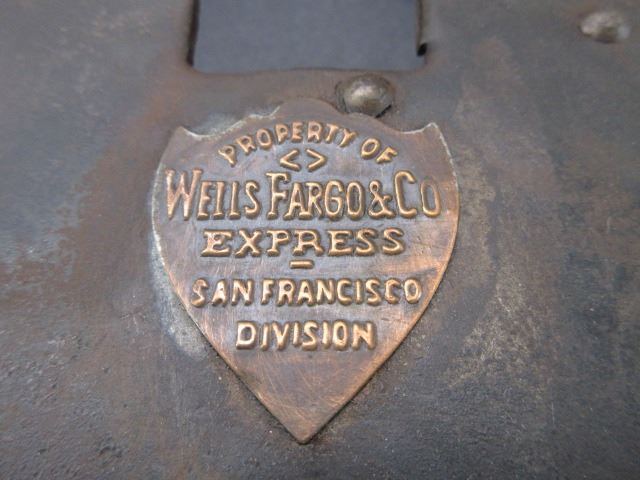 PROPERTY OF
<>
WELLS FARGO & CO
EXPRESS
–
SAN FRANCISCO
DIVISION